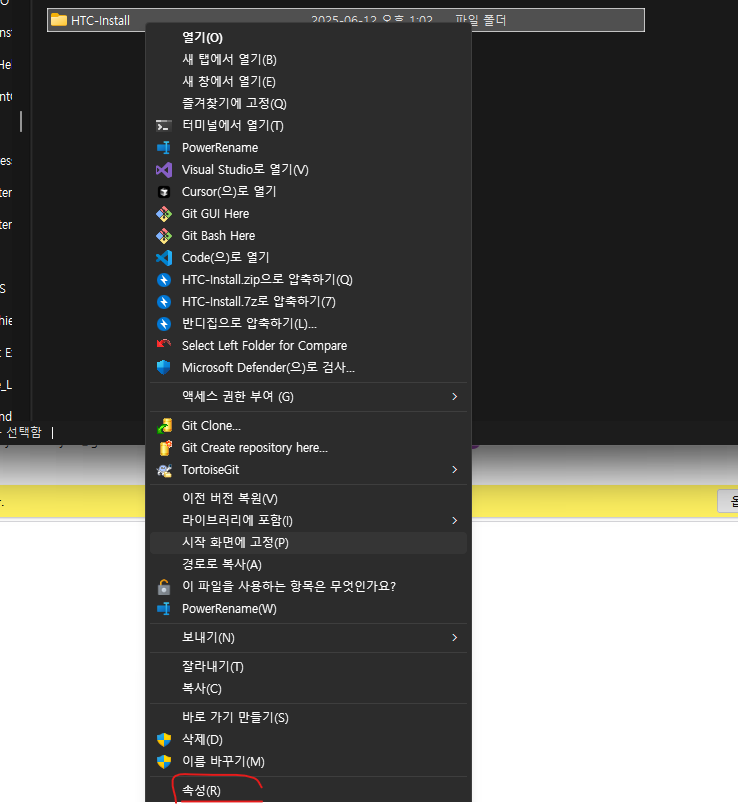 HTC-Install 2025-06-12 오후 1:02 파일 폴더
열기(O)
새 탭에서 열기(B)
새 창에서 열기(E)
즐겨찾기에 고정(Q)
터미널에서 열기(T)
PowerRename
Visual Studio로 열기(V)
Cursor(으)로 열기
Git GUI Here
Git Bash Here
Code(으)로 열기
HTC-Install.zip으로 압축하기(Q)
HTC-Install.7z로 압축하기(7)
반디집으로 압축하기(L)...
Select Left Folder for Compare
Microsoft Defender(으)로 검사...
액세스 권한 부여 (G)
선택함
Git Clone...
Git Create repository here...
TortoiseGit
이전 버전 복원(V)
라이브러리에 포함(I)
시작 화면에 고정(P)
경로로 복사(A)
이 파일을 사용하는 항목은 무엇인가요?
PowerRename(W)
보내기(N)
잘라내기(T)
복사(C)
바로 가기 만들기(S)
삭제(D)
이름 바꾸기(M)
속성(R)